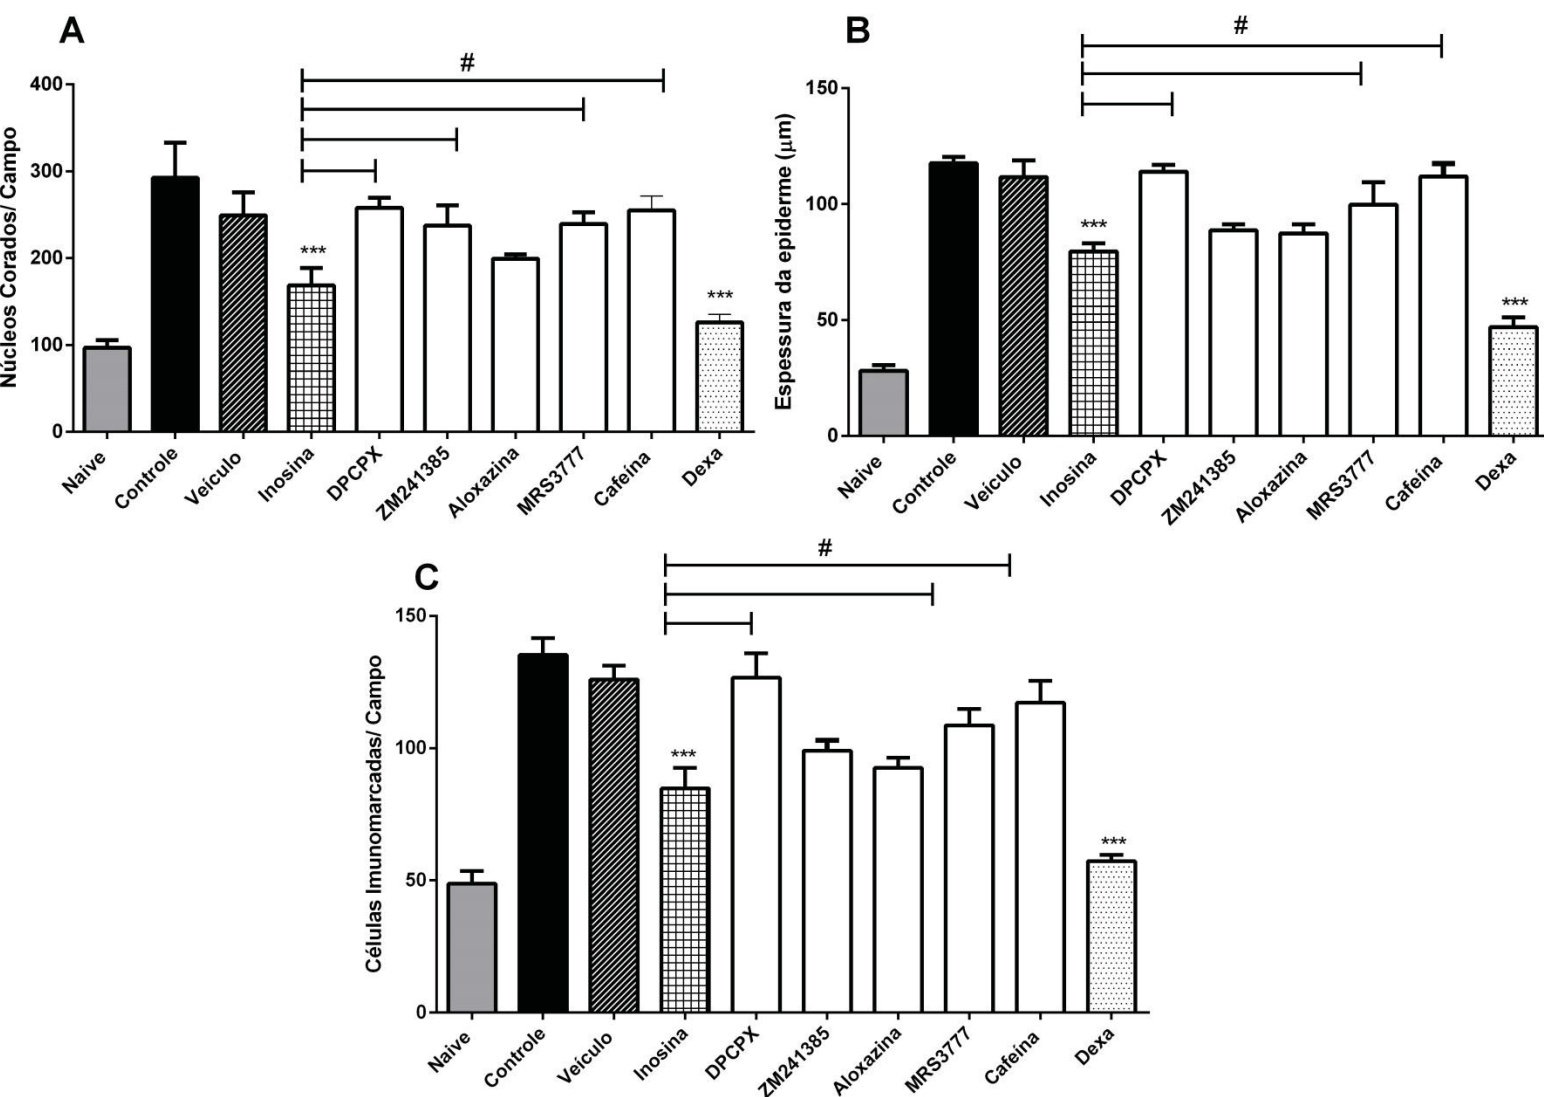 A
#
Núcleos Corados/ Campo
400
300
200
100
0
***
***
Naive
Controle
Veículo
Inosina
DPCPX
ZM241385
Aloxazina
MRS3777
Cafeína
Dexa
B
#
Espessura da epiderme (μm)
150
100
50
0
***
***
Naive
Controle
Veículo
Inosina
DPCPX
ZM241385
Aloxazina
MRS3777
Cafeína
Dexa
C
#
Células Imunomarcadas/ Campo
150
100
50
0
***
***
Naive
Controle
Veículo
Inosina
DPCPX
ZM241385
Aloxazina
MRS3777
Cafeína
Dexa